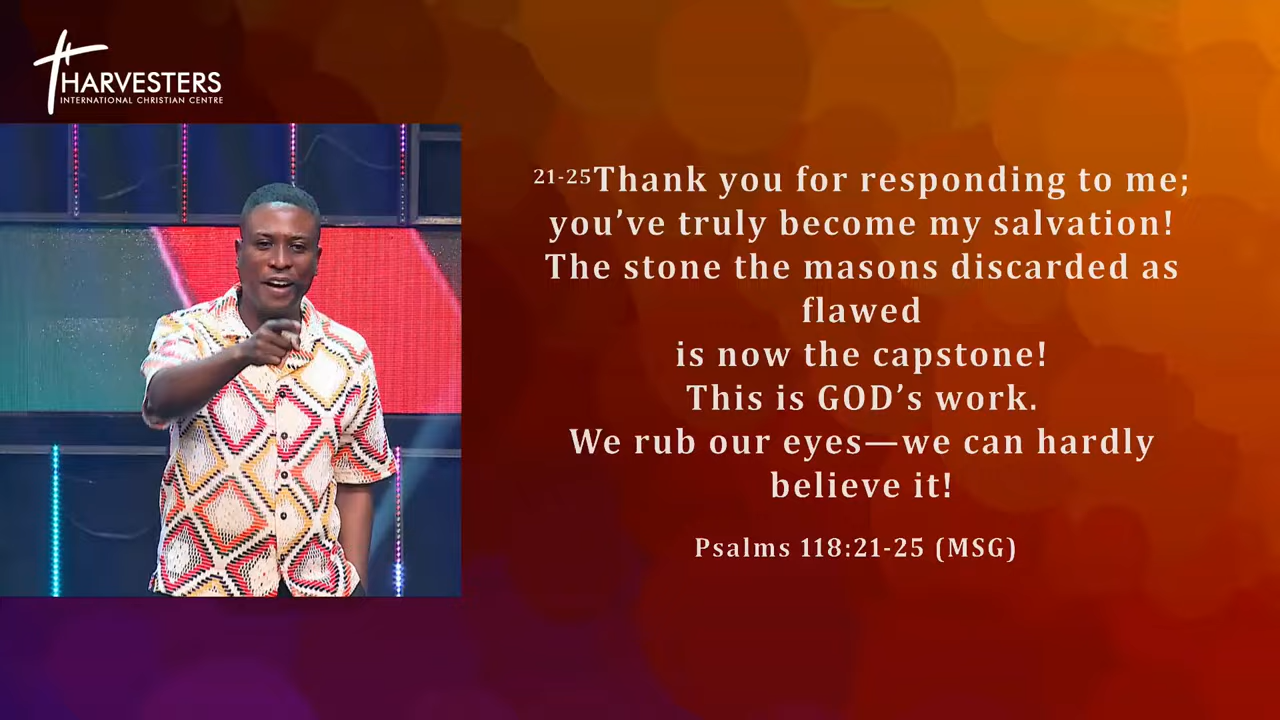 HARVESTERS
INTERNATIONAL CHRISTIAN CENTRE
21-25Thank you for responding to me;
you’ve truly become my salvation!
The stone the masons discarded as
flawed
is now the capstone!
This is GOD’s work.
We rub our eyes—we can hardly
believe it!
Psalms 118:21-25 (MSG)